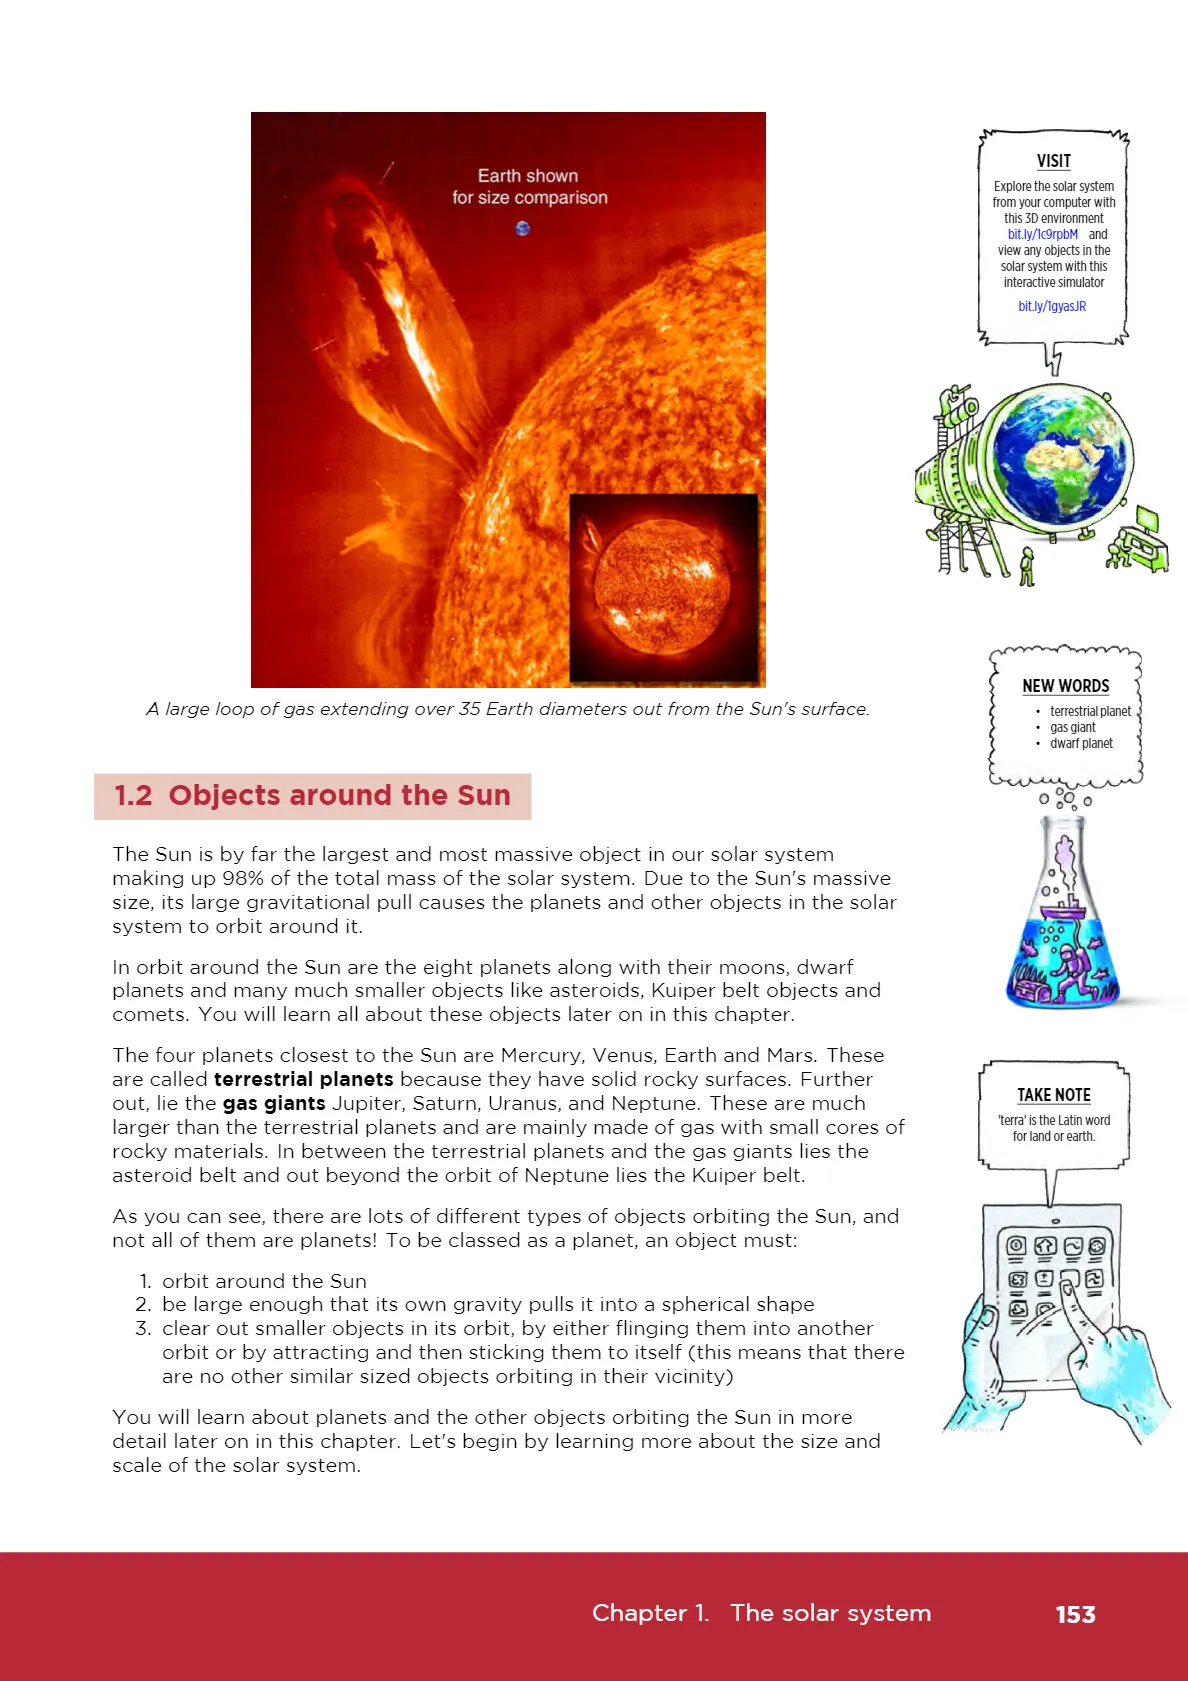 Earth shown
for size comparison
A large loop of gas extending over 35 Earth diameters out from the Sun's surface.
1.2 Objects around the Sun
The Sun is by far the largest and most massive object in our solar system
making up 98% of the total mass of the solar system. Due to the Sun's massive
size, its large gravitational pull causes the planets and other objects in the solar
system to orbit around it.
In orbit around the Sun are the eight planets along with their moons, dwarf
planets and many much smaller objects like asteroids, Kuiper belt objects and
comets. You will learn all about these objects later on in this chapter.
The four planets closest to the Sun are Mercury, Venus, Earth and Mars. These
are called terrestrial planets because they have solid rocky surfaces. Further
out, lie the gas giants Jupiter, Saturn, Uranus, and Neptune. These are much
larger than the terrestrial planets and are mainly made of gas with small cores of
rocky materials. In between the terrestrial planets and the gas giants lies the
asteroid belt and out beyond the orbit of Neptune lies the Kuiper belt.
As you can see, there are lots of different types of objects orbiting the Sun, and
not all of them are planets! To be classed as a planet, an object must:
1. orbit around the Sun
2. be large enough that its own gravity pulls it into a spherical shape
3. clear out smaller objects in its orbit, by either flinging them into another
orbit or by attracting and then sticking them to itself (this means that there
are no other similar sized objects orbiting in their vicinity)
You will learn about planets and the other objects orbiting the Sun in more
detail later on in this chapter. Let's begin by learning more about the size and
scale of the solar system.
VISIT
Explore the solar system
from your computer with
this 3D environment
bit.ly/1c9rpbM and
view any objects in the
solar system with this
interactive simulator
bit.ly/1gyasJR
NEW WORDS
• terrestrial planet
• gas giant
• dwarf planet
TAKE NOTE
'terra' is the Latin word
for land or earth.
Chapter 1. The solar system 153